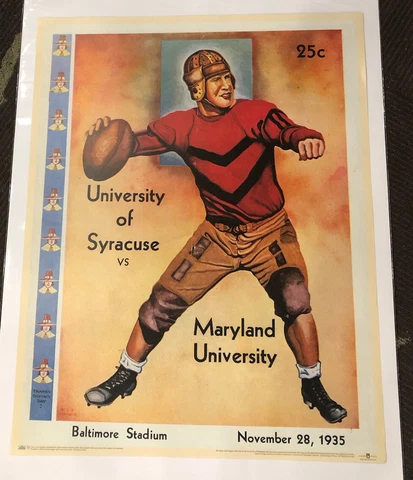 25c
University
of
Syracuse
vs
Maryland
University
Baltimore Stadium
November 28, 1935